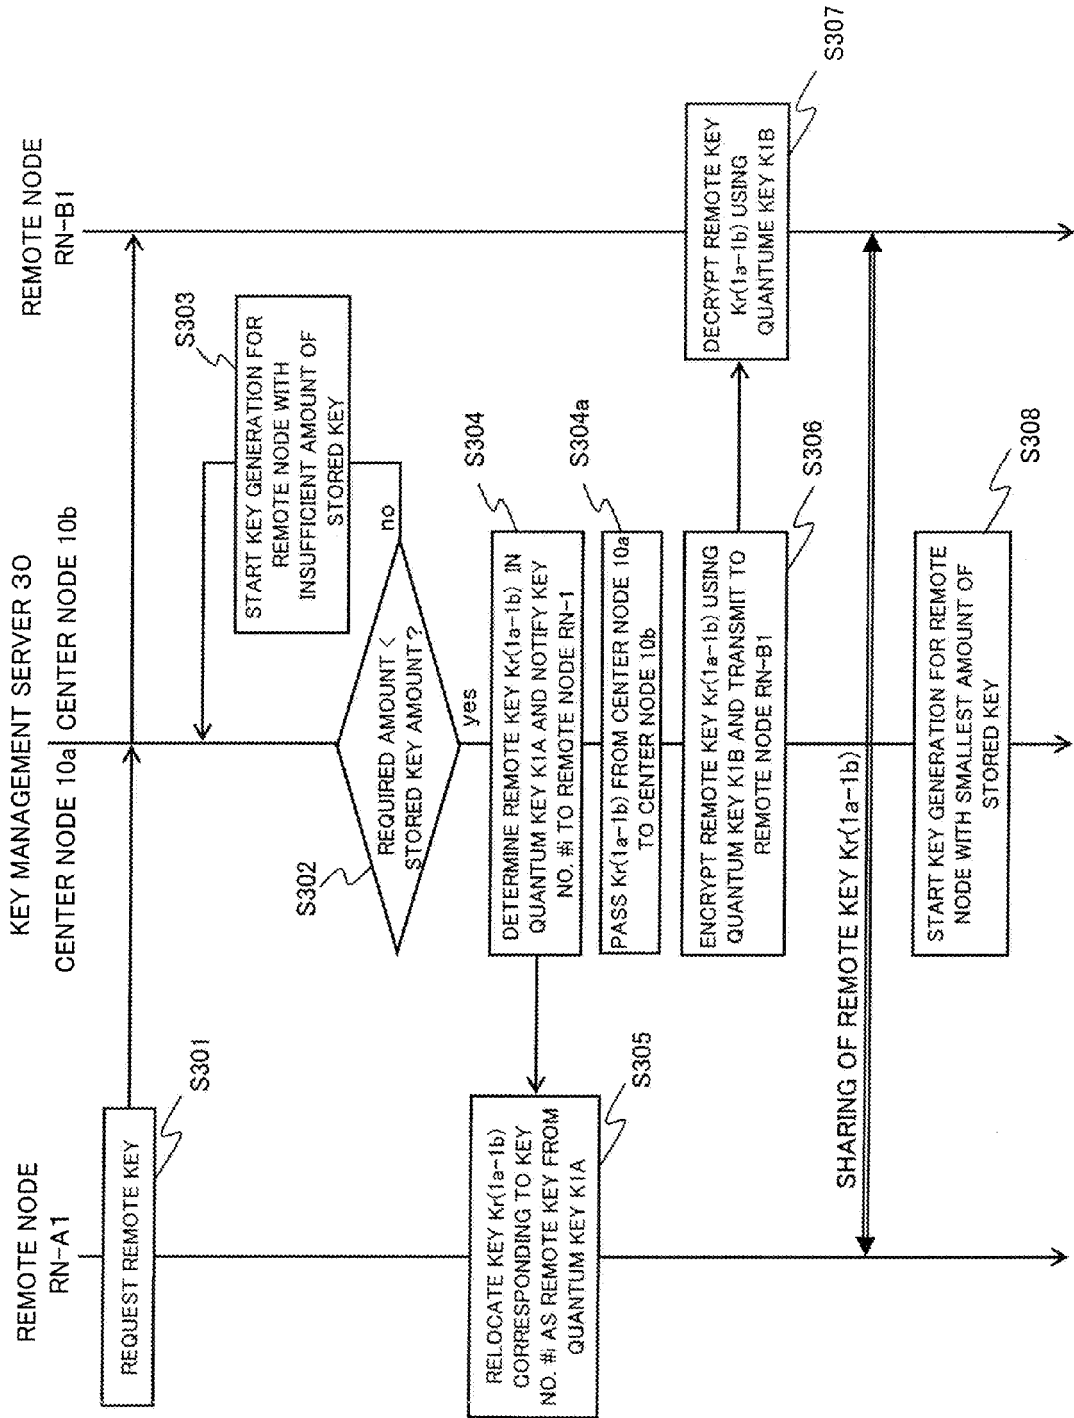 KEY MANAGEMENT SERVER 30
REMOTE NODE
RN-A1
CENTER NODE 10a
CENTER NODE 10b
REMOTE NODE
RN-B1
REQUEST REMOTE KEY
S301
S302
REQUIRED AMOUNT <
STORED KEY AMOUNT?
no
yes
S303
START KEY GENERATION FOR
REMOTE NODE WITH
INSUFFICIENT AMOUNT OF
STORED KEY
S304
DETERMINE REMOTE KEY Kr(1a-1b) IN
QUANTUM KEY K1A AND NOTIFY KEY
NO. #i TO REMOTE NODE RN-1
S304a
PASS Kr(1a-1b) FROM CENTER NODE 10a
TO CENTER NODE 10b
RELOCATE KEY Kr(1a-1b)
CORRESPONDING TO KEY
NO. #i AS REMOTE KEY FROM
QUANTUM KEY K1A
S305
ENCRYPT REMOTE KEY Kr(1a-1b) USING
QUANTUM KEY K1B AND TRANSMIT TO
REMOTE NODE RN-B1
S306
DECRYPT REMOTE KEY
Kr(1a-1b) USING
QUANTUME KEY K1B
S307
SHARING OF REMOTE KEY Kr(1a-1b)
START KEY GENERATION FOR REMOTE
NODE WITH SMALLEST AMOUNT OF
STORED KEY
S308